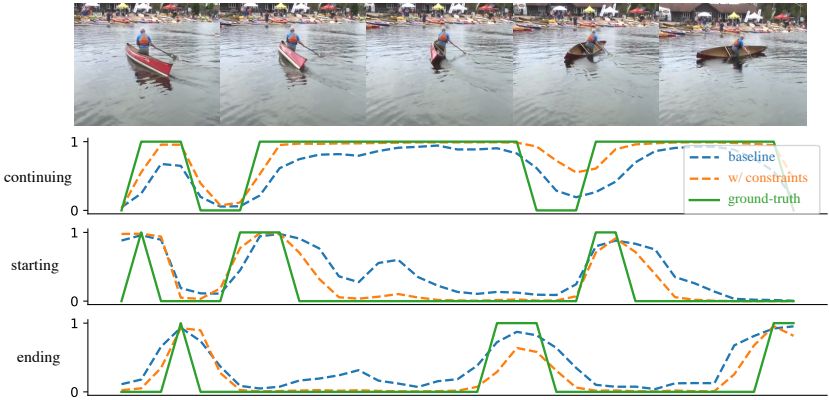 1
continuing
0
baseline
w/ constraints
ground-truth
1
starting
0
1
ending
0